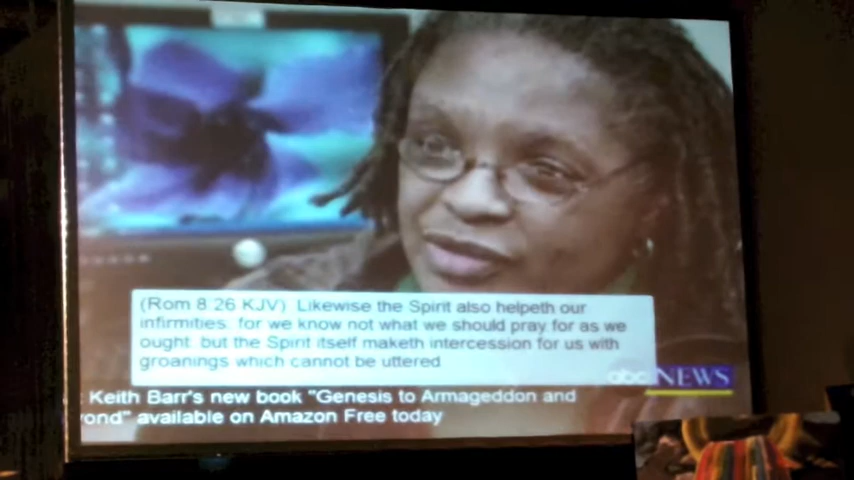 (Rom 8:26 KJV) Likewise the Spirit also helpeth our
infirmities: for we know not what we should pray for as we
ought: but the Spirit itself maketh intercession for us with
groanings which cannot be uttered
abc NEWS
: Keith Barr's new book "Genesis to Armageddon and
yond" available on Amazon Free today